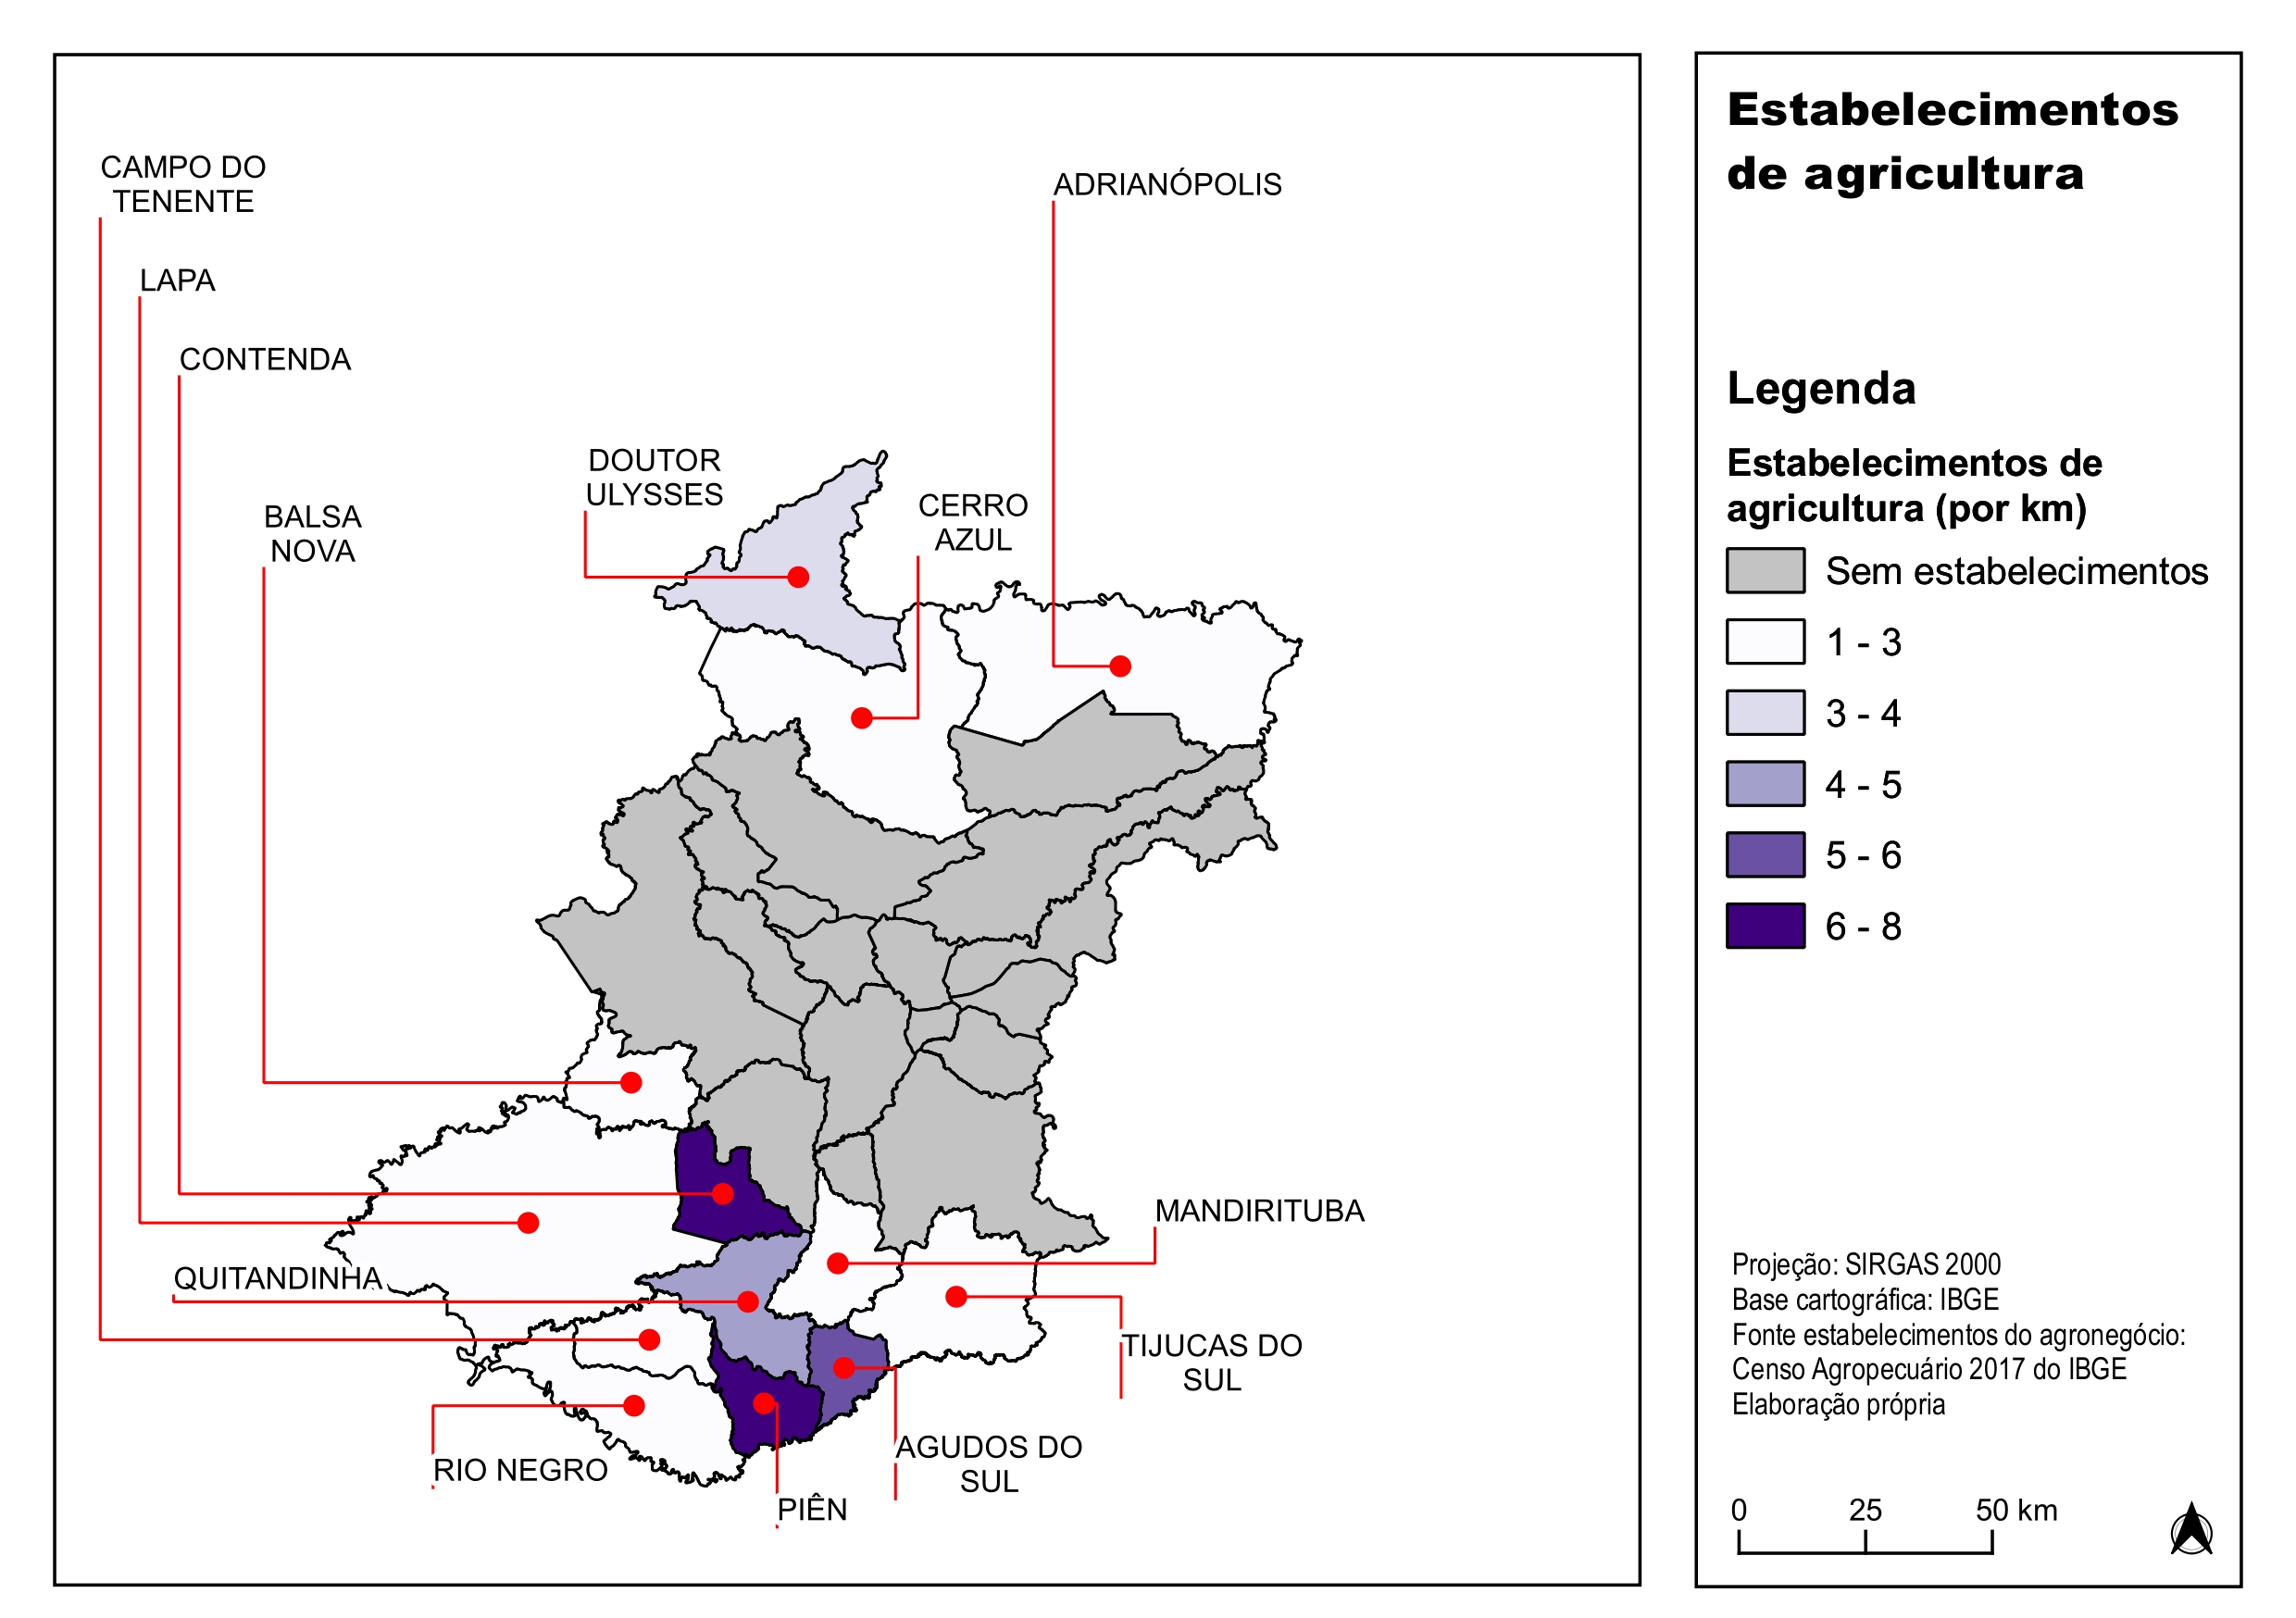 CAMPO DO
TENENTE
LAPA
CONTENDA
BALSA
NOVA
DOUTOR
ULYSSES
CERRO
AZUL
ADRIANÓPOLIS
QUITANDINHA
MANDIRITUBA
TIJUCAS DO
SUL
AGUDOS DO
SUL
RIO NEGRO
PIÊN
Estabelecimentos
de agricultura
Legenda
Estabelecimentos de
agricultura (por km)
Sem estabelecimentos
1 - 3
3 - 4
4 - 5
5 - 6
6 - 8
Projeção: SIRGAS 2000
Base cartográfica: IBGE
Fonte estabelecimentos do agronegócio:
Censo Agropecuário 2017 do IBGE
Elaboração própria
0 25 50 km